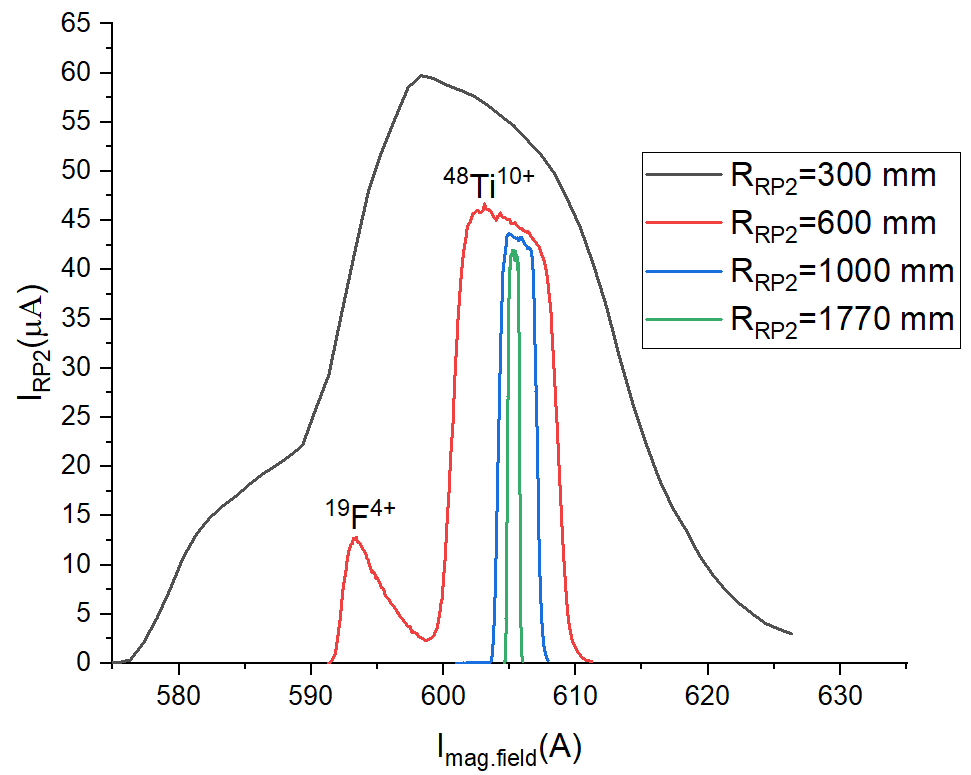 65
60
55
50
45
40
35
30
25
20
15
10
5
0
I_RP2(μA)
48Ti10+
19F4+
R_RP2=300 mm
R_RP2=600 mm
R_RP2=1000 mm
R_RP2=1770 mm
580 590 600 610 620 630
I_mag.field(A)